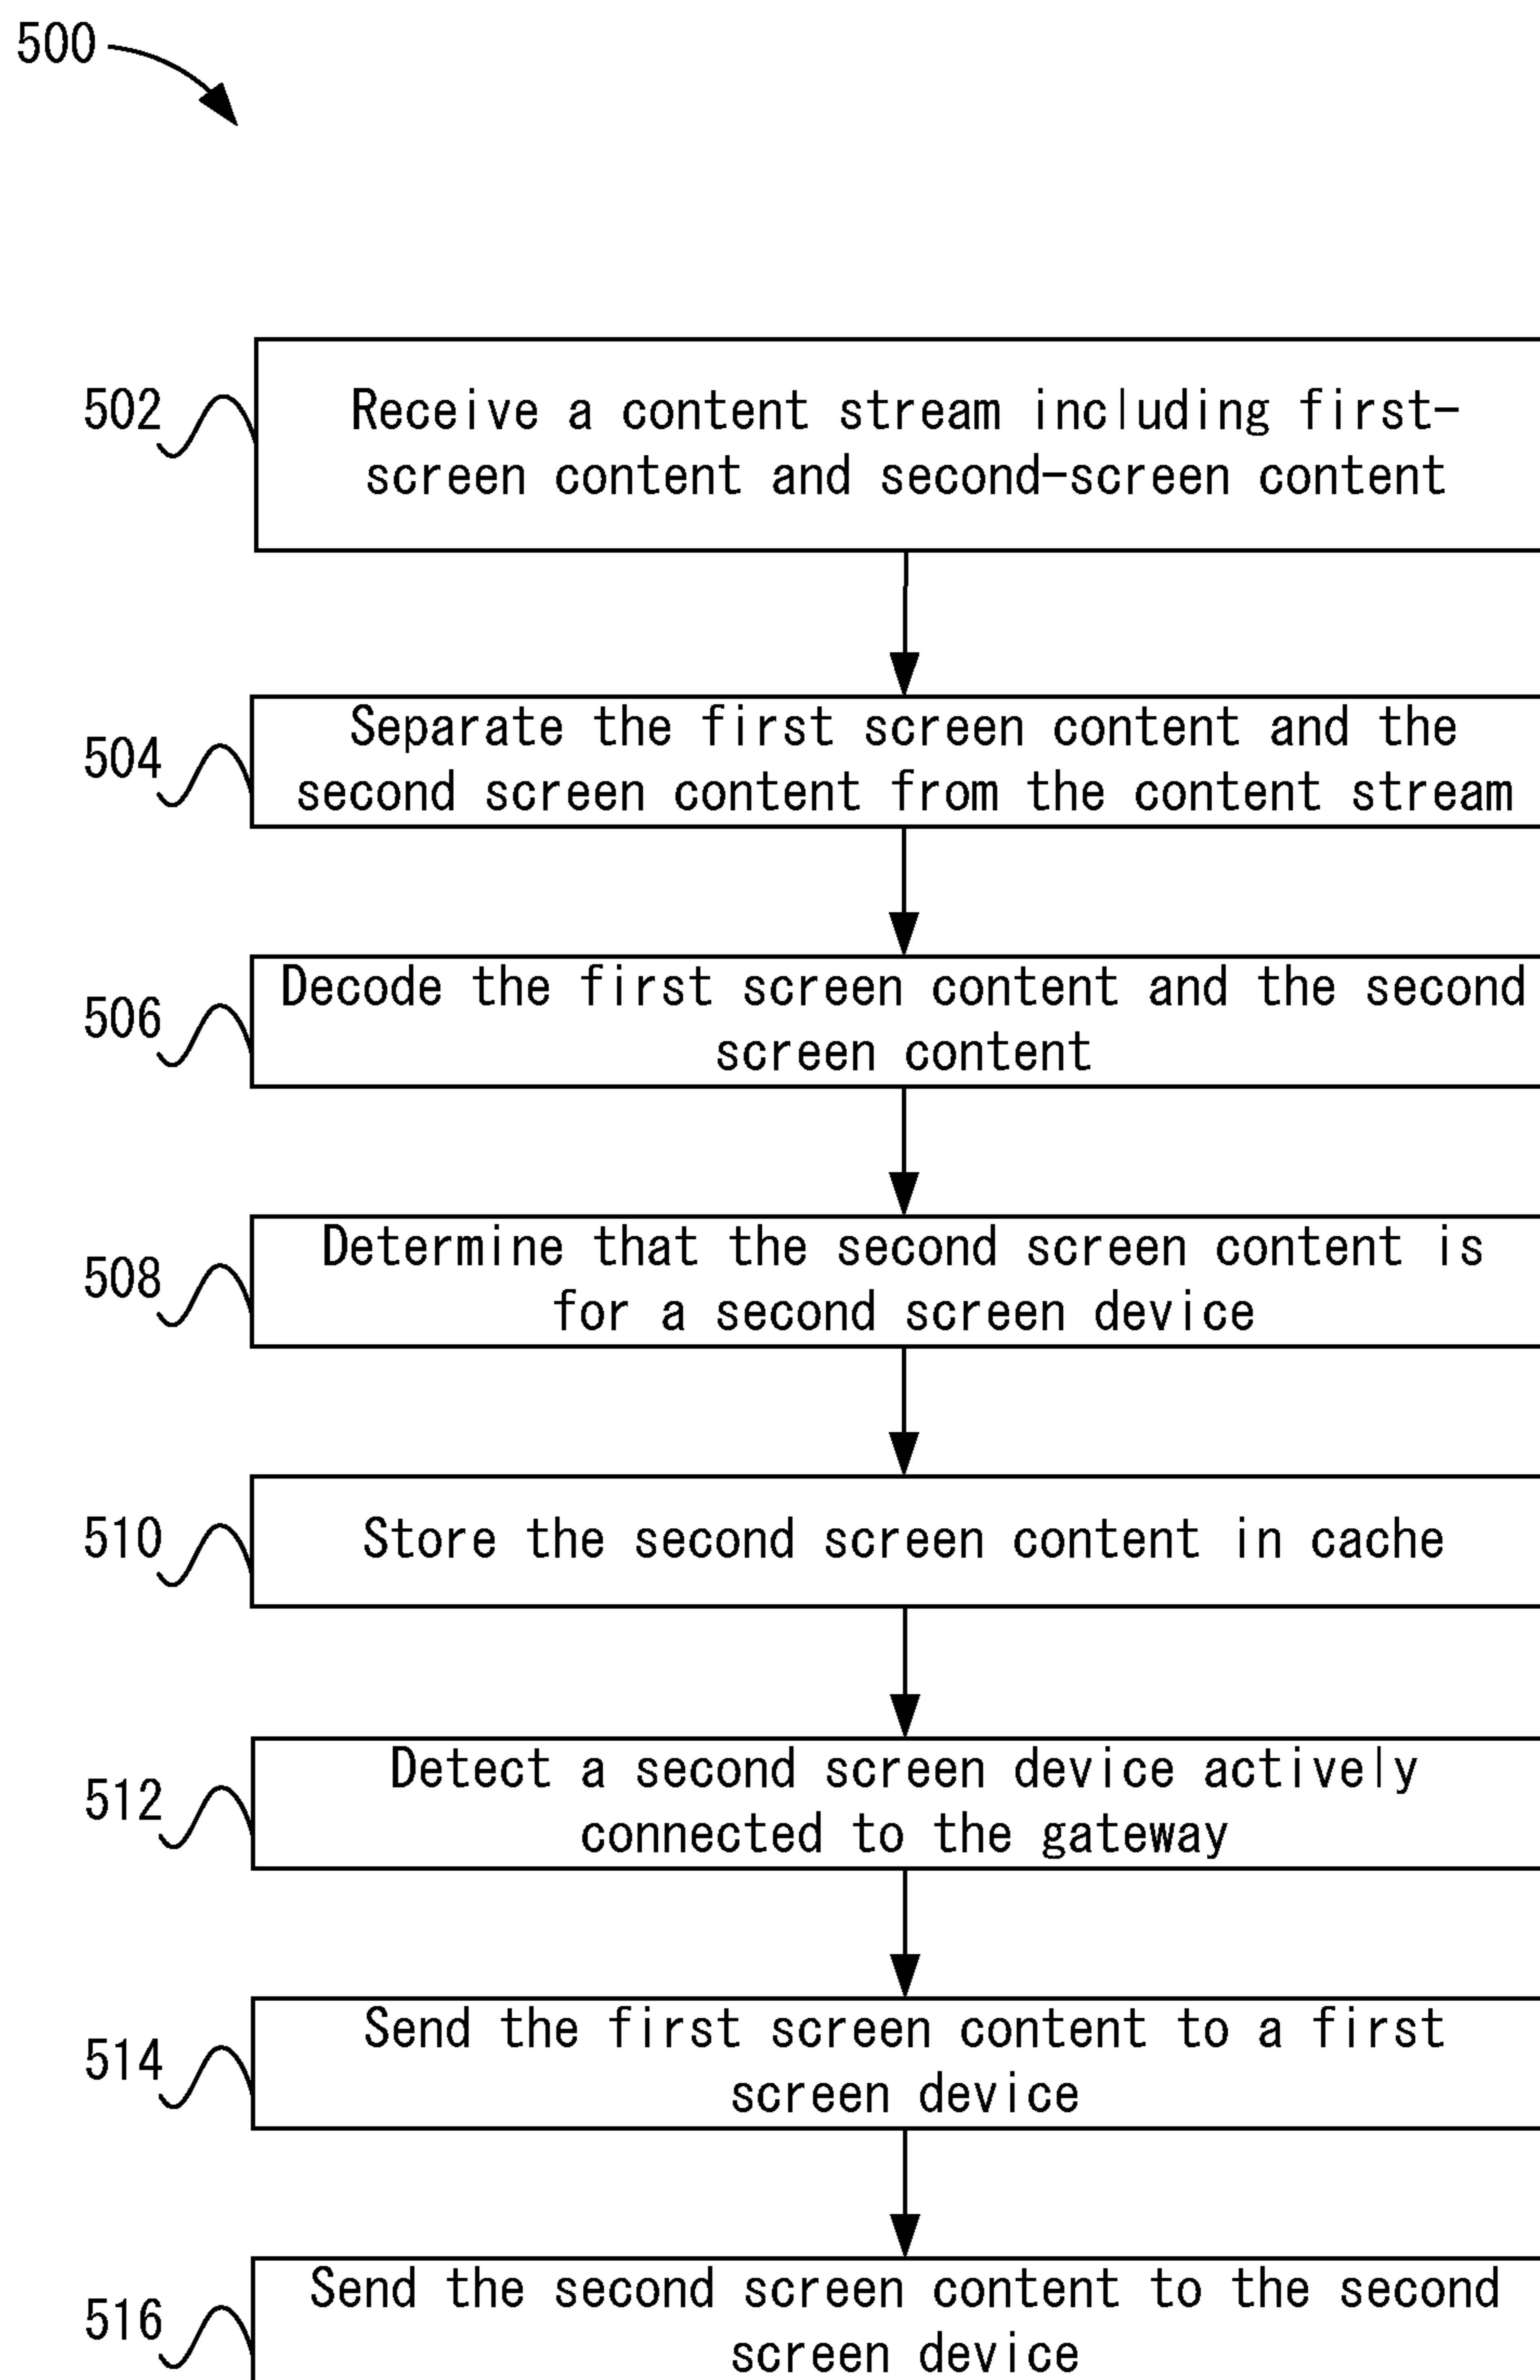 500
502
Receive a content stream including first-
screen content and second-screen content
504
Separate the first screen content and the
second screen content from the content stream
506
Decode the first screen content and the second
screen content
508
Determine that the second screen content is
for a second screen device
510
Store the second screen content in cache
512
Detect a second screen device actively
connected to the gateway
514
Send the first screen content to a first
screen device
516
Send the second screen content to the second
screen device